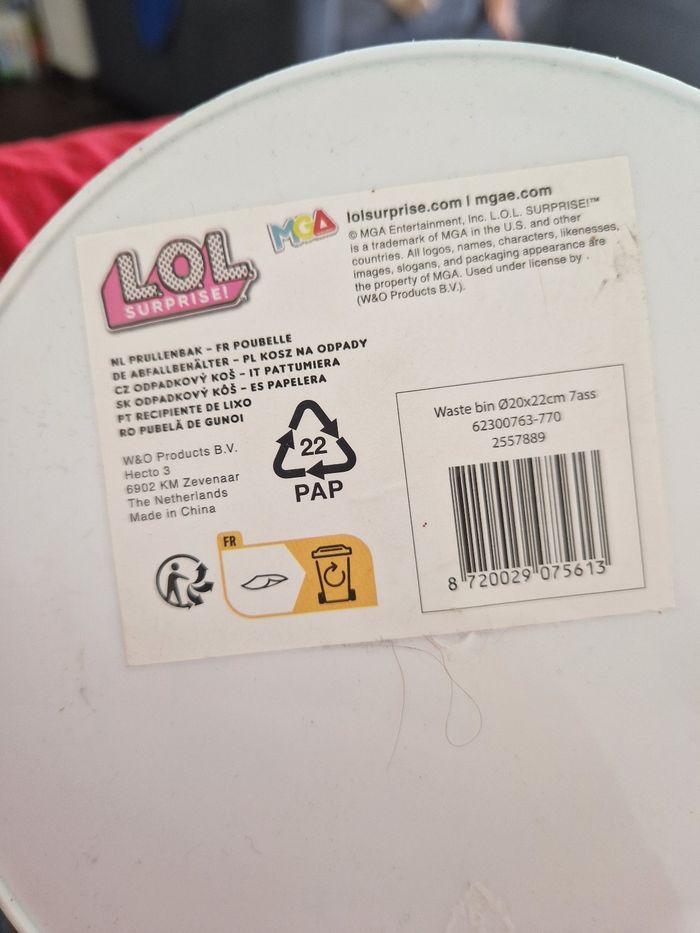 L.O.L.
SURPRISE!
MGA
lolsurprise.com | mgae.com
© MGA Entertainment, Inc. L.O.L. SURPRISE!™
is a trademark of MGA in the U.S. and other
countries. All logos, names, characters, likenesses,
images, slogans, and packaging appearance are
the property of MGA. Used under license by
(W&O Products B.V.).
NL PRULLENBAK – FR POUBELLE
DE ABFALLBEHÄLTER – PL KOSZ NA ODPADY
CZ ODPADKOVÝ KOŠ – IT PATTUMIERA
SK ODPADKOVÝ KÔŠ – ES PAPELERA
PT RECIPIENTE DE LIXO
RO PUBELĂ DE GUNOI
W&O Products B.V.
Hecto 3
6902 KM Zevenaar
The Netherlands
Made in China
22
PAP
FR
Waste bin Ø20x22cm 7ass
62300763-770
2557889
8 720029 075613